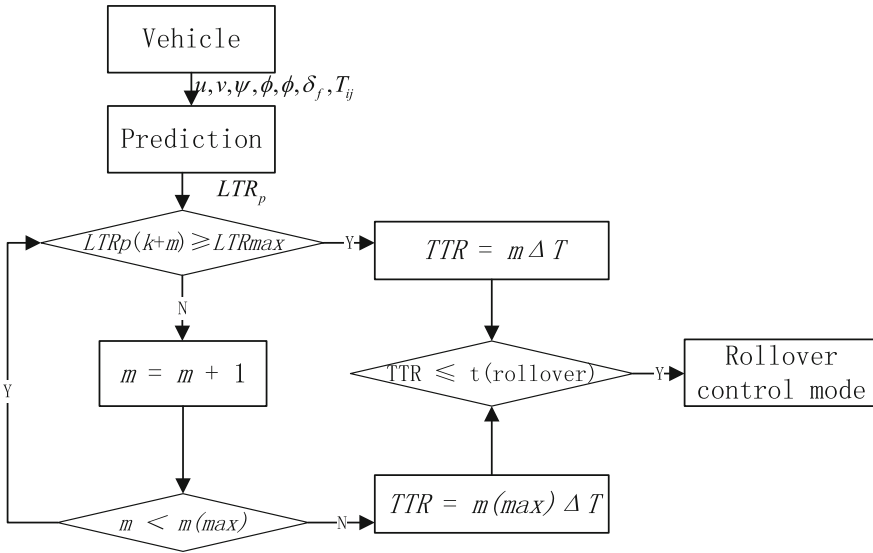 Vehicle
u,v,ψ,ϕ,ϕ,δ_f,T_ij
Prediction
LTR_p
LTRp(k+m)≥LTRmax
Y
TTR = mΔT
N
m = m + 1
TTR ≤ t(rollover)
Y
Rollover
control mode
Y
m < m(max)
N
TTR = m(max)ΔT